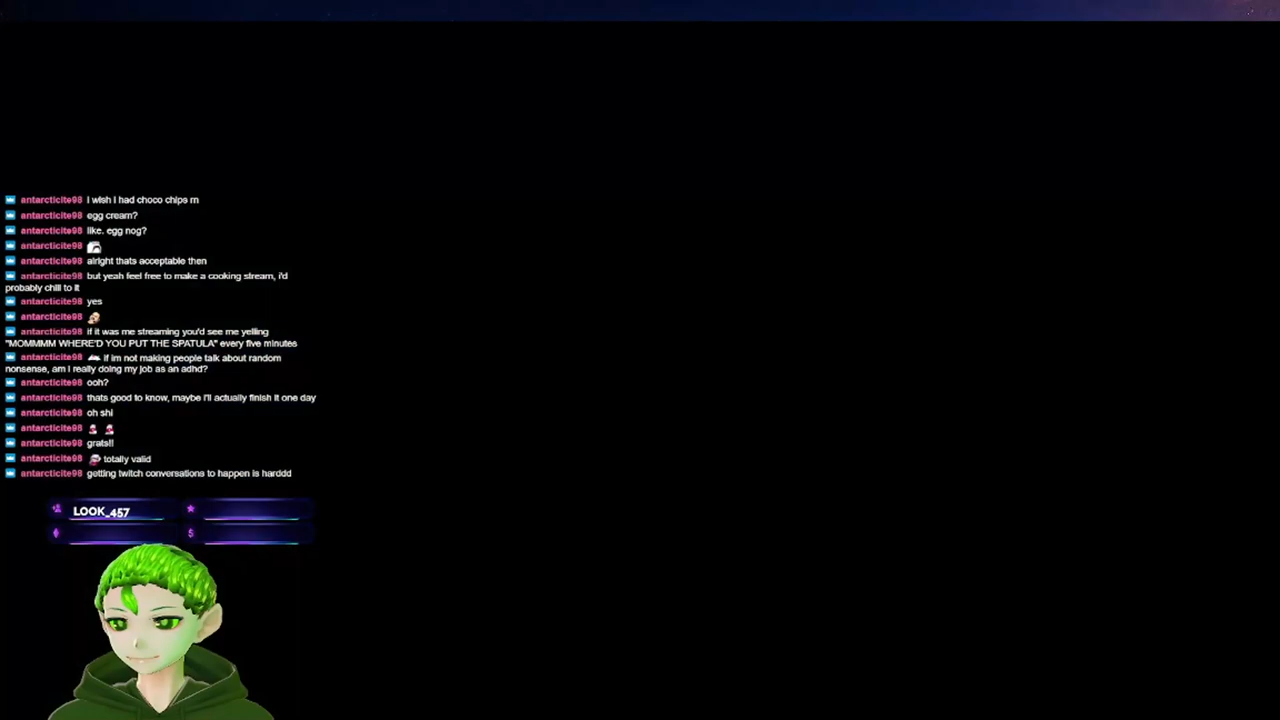 antarcticite98 i wish i had choco chips rn
antarcticite98 egg cream?
antarcticite98 like. egg nog?
antarcticite98
antarcticite98 alright thats acceptable then
antarcticite98 but yeah feel free to make a cooking stream, i'd
probably chill to it
antarcticite98 yes
antarcticite98
antarcticite98 if it was me streaming you'd see me yelling
"MOMMMM WHERE'D YOU PUT THE SPATULA" every five minutes
antarcticite98 if im not making people talk about random
nonsense, am i really doing my job as an adhd?
antarcticite98 ooh?
antarcticite98 thats good to know, maybe i'll actually finish it one day
antarcticite98 oh shi
antarcticite98
antarcticite98 grats!!
antarcticite98 totally valid
antarcticite98 getting twitch conversations to happen is harddd
LOOK_457
$